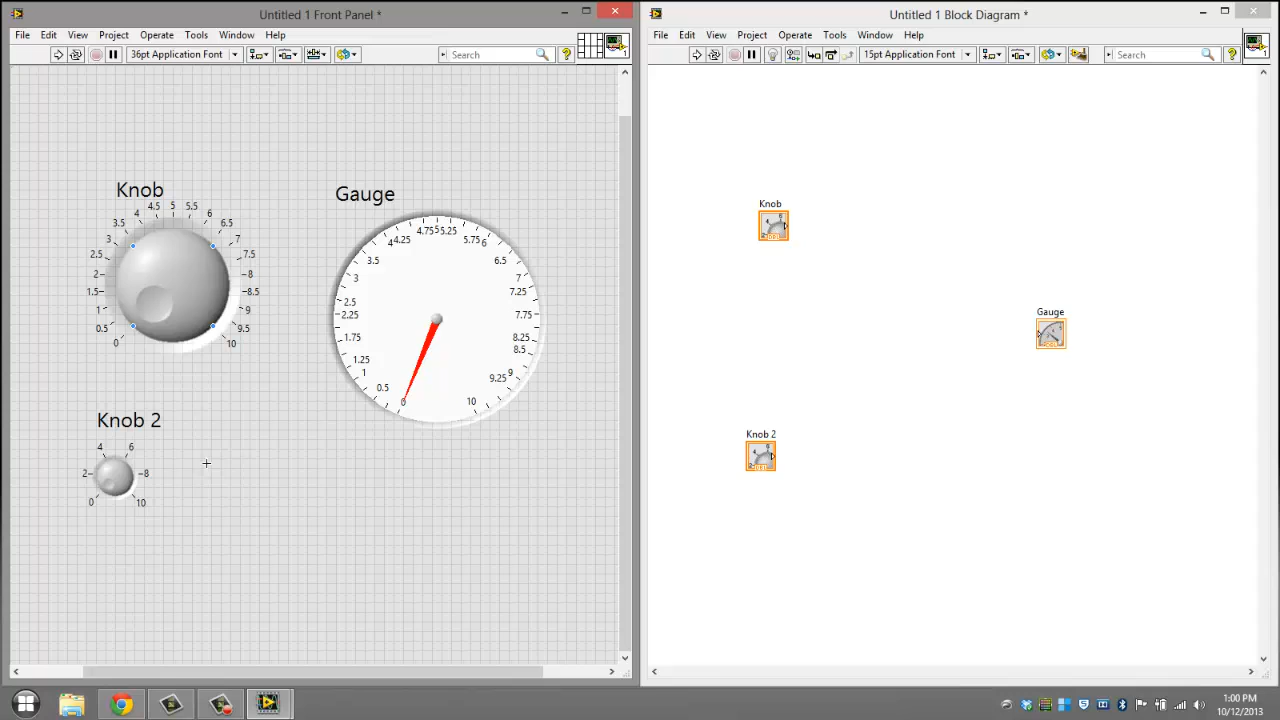 Untitled 1 Front Panel *
File Edit View Project Operate Tools Window Help
36pt Application Font
Search
?
1
Knob
0 0.5 1 1.5 2 2.5 3 3.5 4 4.5 5 5.5 6 6.5 7 7.5 8 8.5 9 9.5 10
Gauge
0 0.5 1 1.25 1.75 2.25 2.5 3 3.5 4 4.25 4.75 5 5.25 5.75 6 6.5 7 7.25 7.75 8.25 8.5 9 9.25 10
Knob 2
0 2 4 6 8 10
Untitled 1 Block Diagram *
File Edit View Project Operate Tools Window Help
15pt Application Font
Search
?
1
Knob
Gauge
Knob 2
1:00 PM
10/12/2013